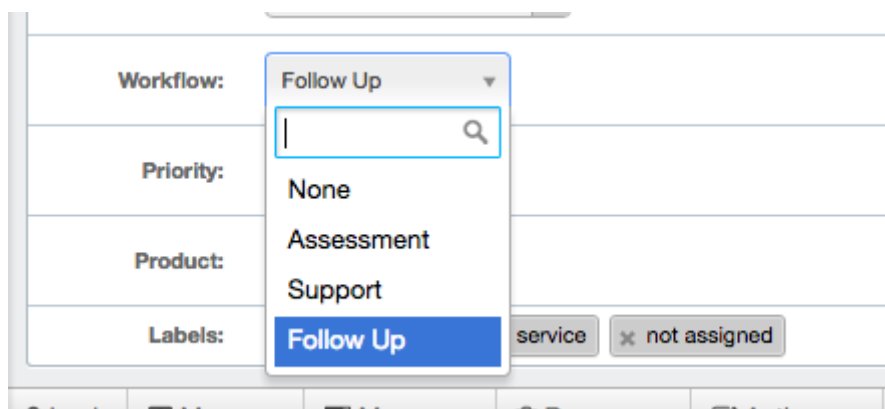 Workflow:
Follow Up
None
Priority:
Assessment
Product:
Support
Labels:
Follow Up
service
not assigned